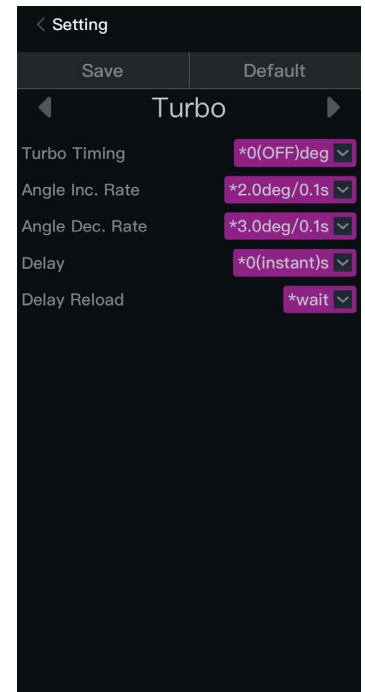 Setting
Save Default
Turbo
Turbo Timing *0(OFF)deg
Angle Inc. Rate *2.0deg/0.1s
Angle Dec. Rate *3.0deg/0.1s
Delay *0(instant)s
Delay Reload *wait